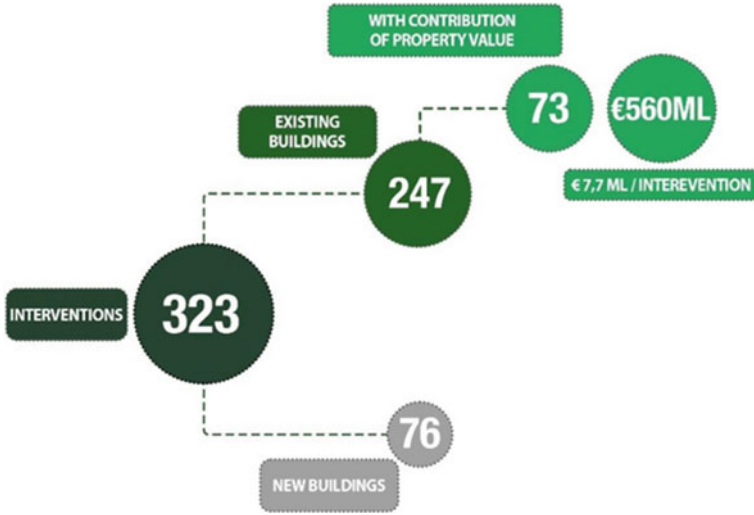 WITH CONTRIBUTION
OF PROPERTY VALUE
73
€560ML
€ 7,7 ML / INTEREVENTION
EXISTING
BUILDINGS
247
INTERVENTIONS
323
76
NEW BUILDINGS